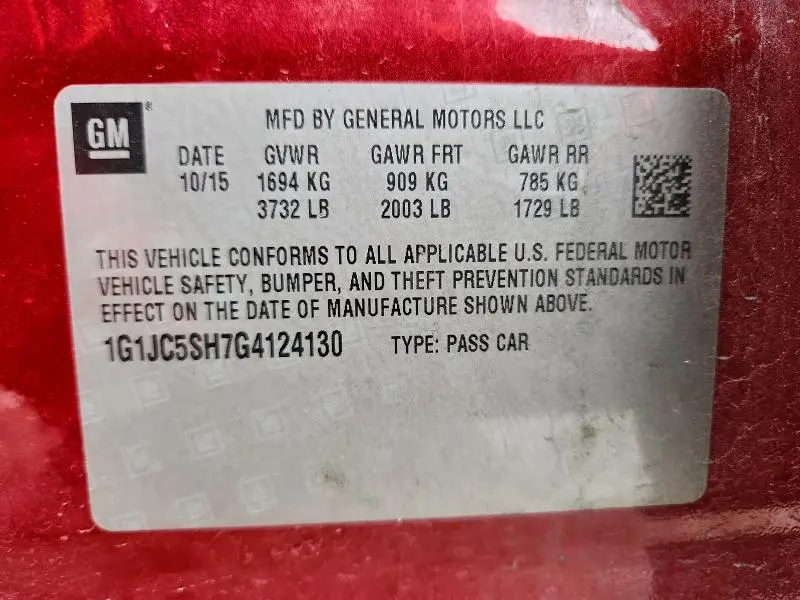 GM®
MFD BY GENERAL MOTORS LLC
DATE GVWR GAWR FRT GAWR RR
10/15 1694 KG 909 KG 785 KG
3732 LB 2003 LB 1729 LB
THIS VEHICLE CONFORMS TO ALL APPLICABLE U.S. FEDERAL MOTOR
VEHICLE SAFETY, BUMPER, AND THEFT PREVENTION STANDARDS IN
EFFECT ON THE DATE OF MANUFACTURE SHOWN ABOVE.
1G1JC5SH7G4124130 TYPE: PASS CAR